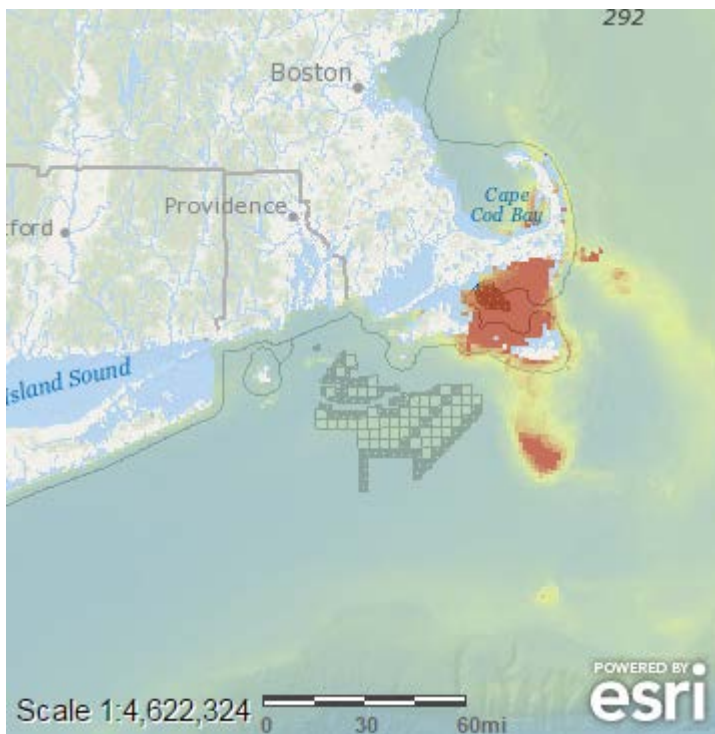 292
Boston
Cape
Cod Bay
Providence
tford
Island Sound
POWERED BY
esri
Scale 1:4,622,324
0 30 60mi